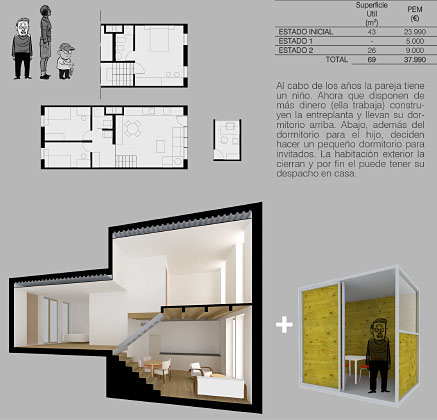 Superficie
Util
(m²)
PEM
(€)
ESTADO INICIAL 43 23.990
ESTADO 1 - 5.000
ESTADO 2 26 9.000
TOTAL 69 37.990
Al cabo de los años la pareja tiene
un niño. Ahora que disponen de
más dinero (ella trabaja) constru-
yen la entreplanta y llevan su dor-
mitorio arriba. Abajo, además del
dormitorio para el hijo, deciden
hacer un pequeño dormitorio para
invitados. La habitación exterior la
cierran y por fin el puede tener su
despacho en casa.
+